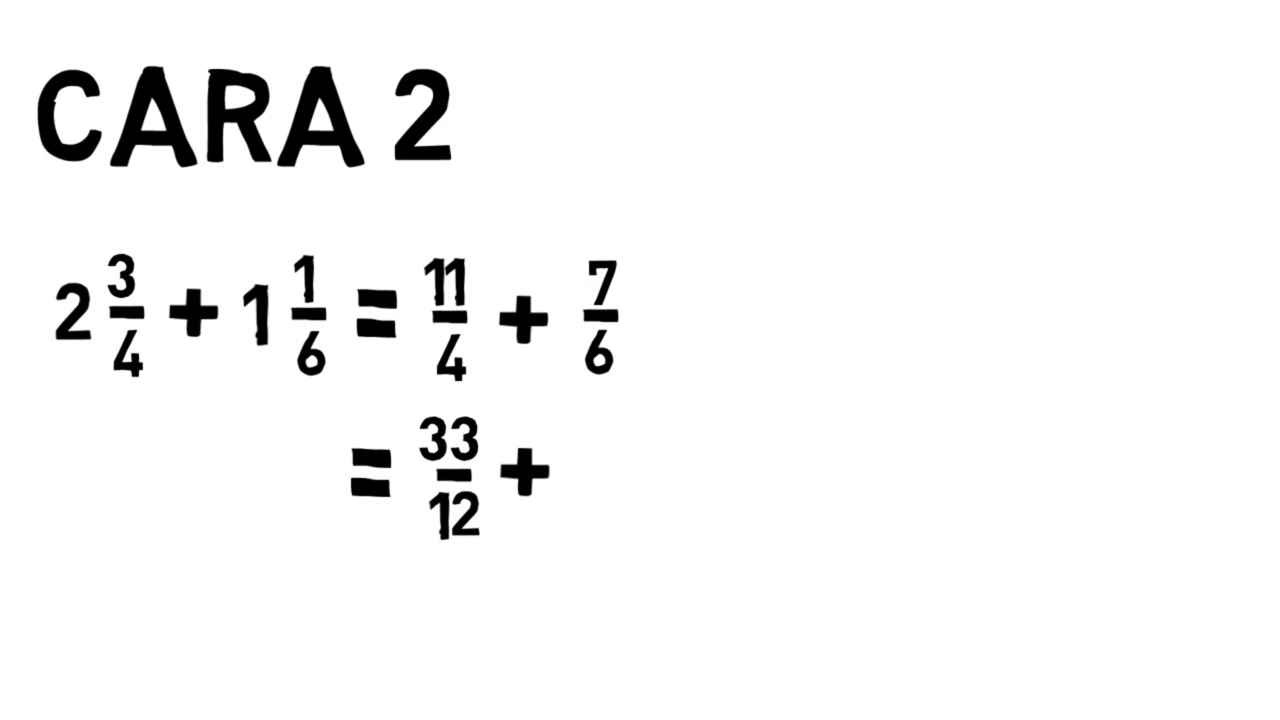 CARA 2
2 3/4 + 1 1/6 = 11/4 + 7/6
= 33/12 +